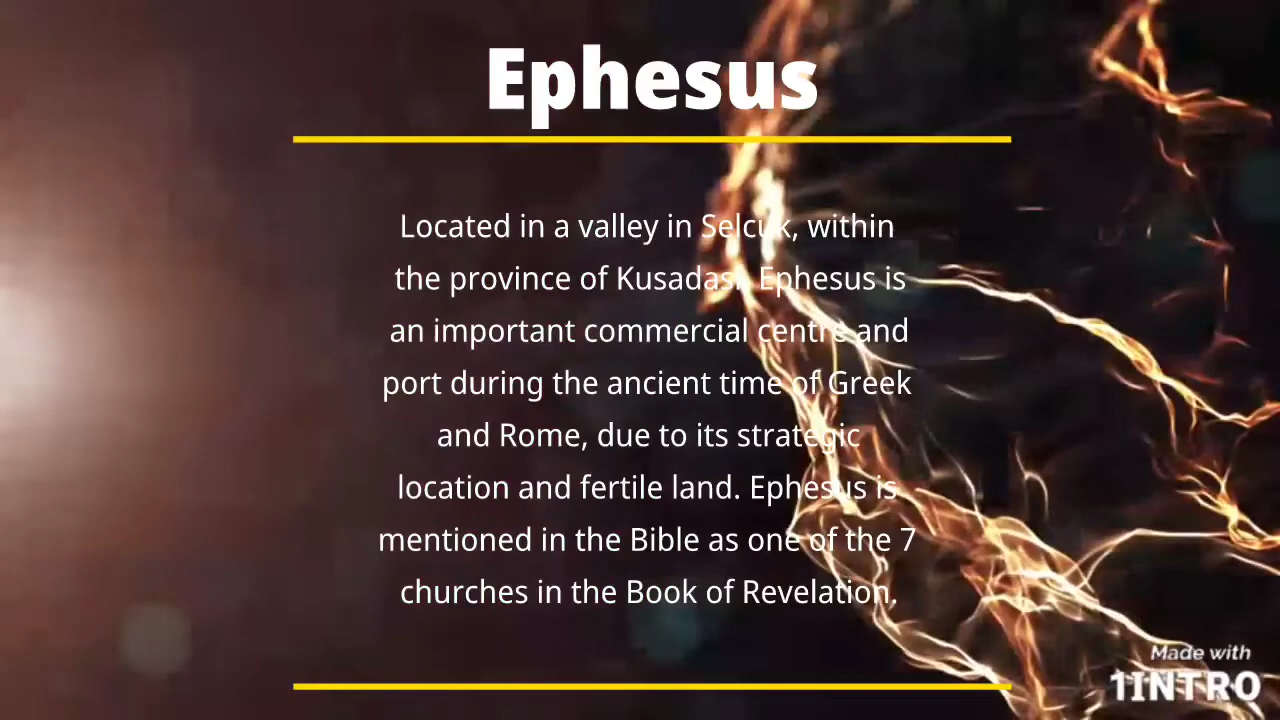 Ephesus
Located in a valley in Selcuk, within
the province of Kusadasi, Ephesus is
an important commercial centre and
port during the ancient time of Greek
and Rome, due to its strategic
location and fertile land. Ephesus is
mentioned in the Bible as one of the 7
churches in the Book of Revelation.
Made with
1INTRO